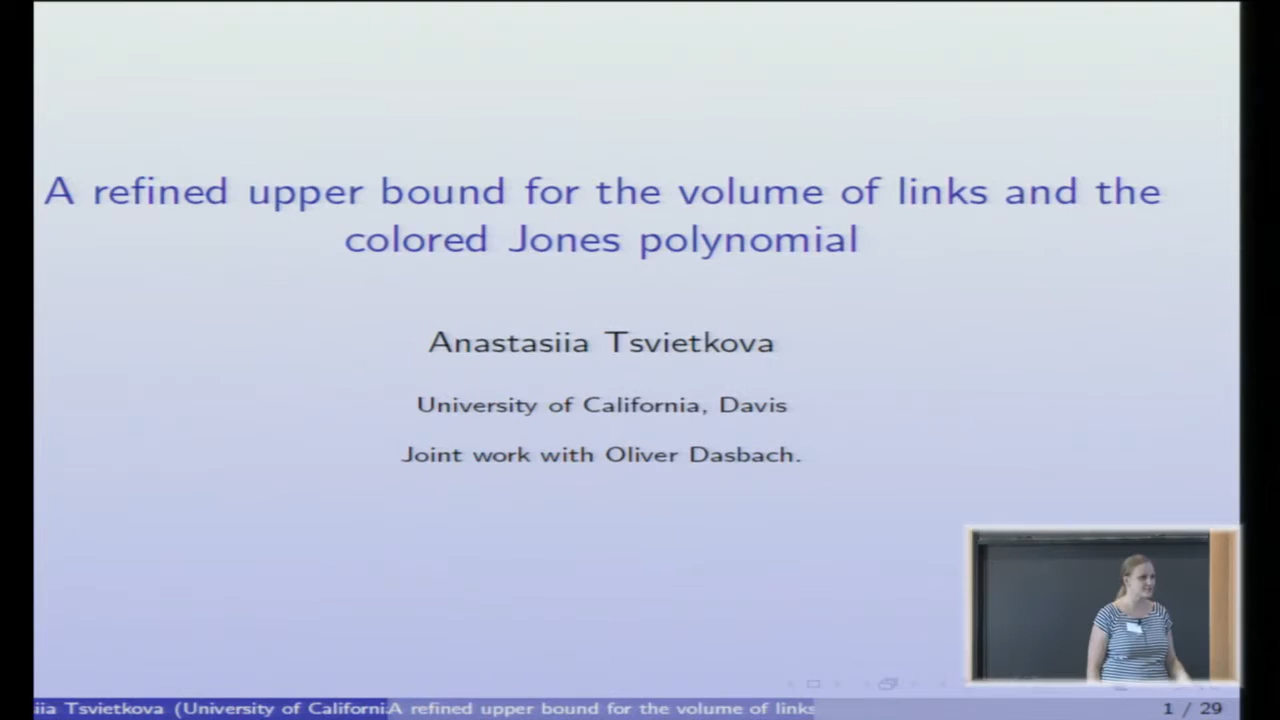 A refined upper bound for the volume of links and the
colored Jones polynomial
Anastasiia Tsvietkova
University of California, Davis
Joint work with Oliver Dasbach.
siia Tsvietkova (University of Californi
A refined upper bound for the volume of links
1 / 29